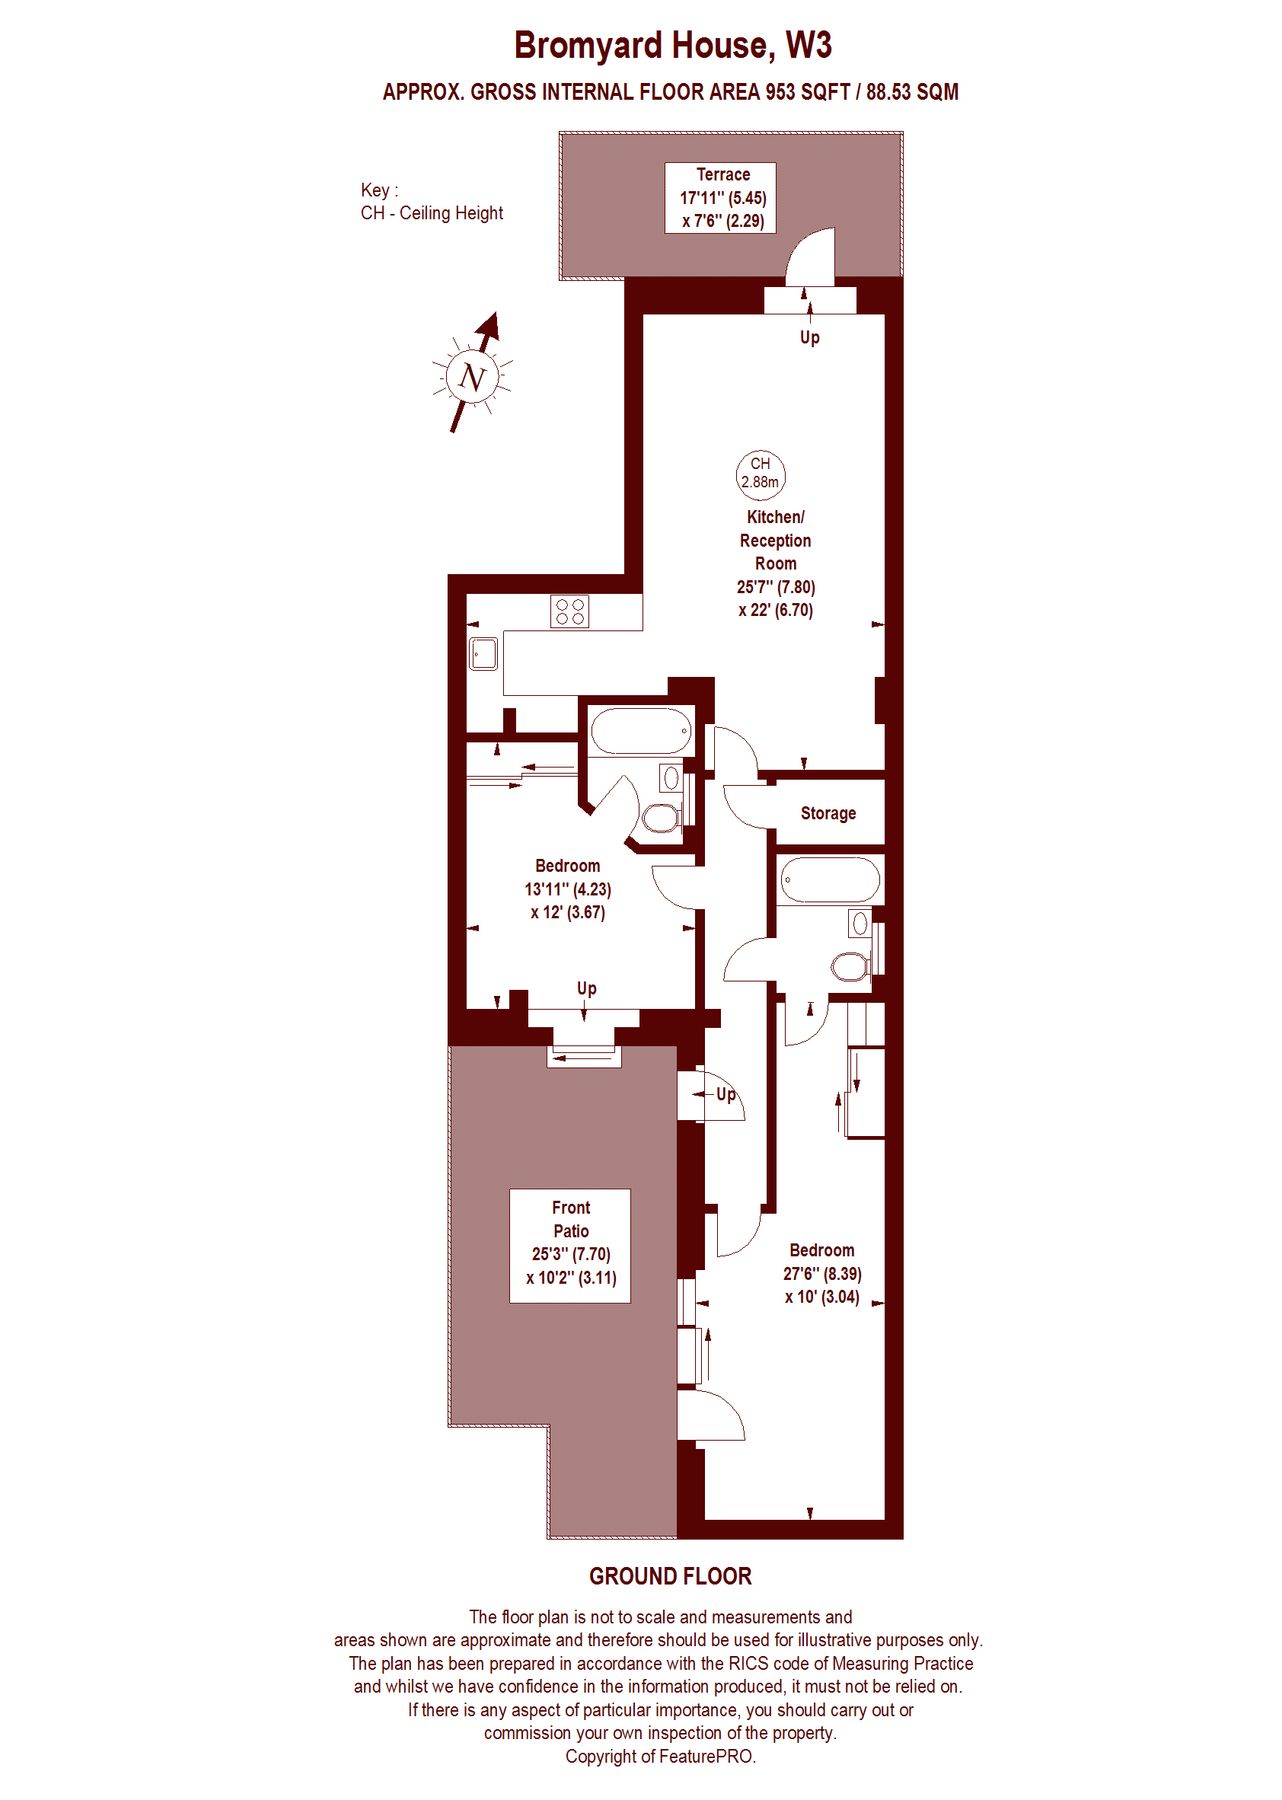 Bromyard House, W3
APPROX. GROSS INTERNAL FLOOR AREA 953 SQFT / 88.53 SQM
Key :
CH - Ceiling Height
Terrace
17'11" (5.45)
x 7'6" (2.29)
N
Up
CH
2.88m
Kitchen/
Reception
Room
25'7" (7.80)
x 22' (6.70)
Storage
Bedroom
13'11" (4.23)
x 12' (3.67)
Up
Up
Front
Patio
25'3" (7.70)
x 10'2" (3.11)
Bedroom
27'6" (8.39)
x 10' (3.04)
GROUND FLOOR
The floor plan is not to scale and measurements and
areas shown are approximate and therefore should be used for illustrative purposes only.
The plan has been prepared in accordance with the RICS code of Measuring Practice
and whilst we have confidence in the information produced, it must not be relied on.
If there is any aspect of particular importance, you should carry out or
commission your own inspection of the property.
Copyright of FeaturePRO.